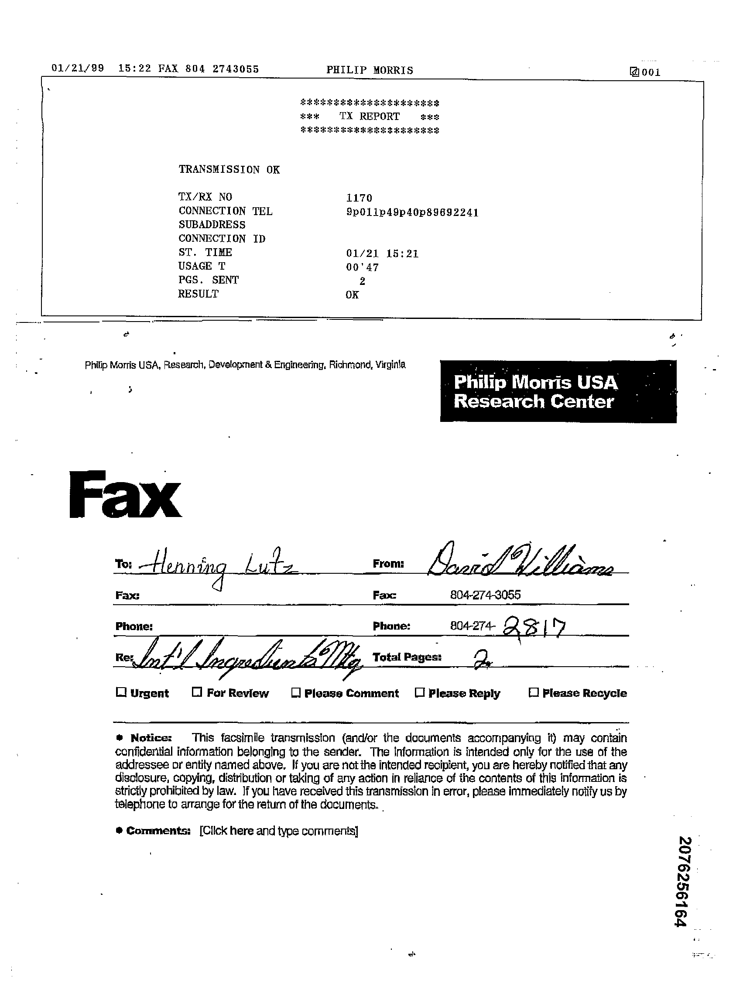 01/21/99 15:22 FAX 804 2743055 PHILIP MORRIS 001
*********************
*** TX REPORT ***
*********************
TRANSMISSION OK
TX/RX NO 1170
CONNECTION TEL 9p011p49p40p89692241
SUBADDRESS
CONNECTION ID
ST. TIME 01/21 15:21
USAGE T 00'47
PGS. SENT 2
RESULT OK
Philip Morris USA, Research, Development & Engineering, Richmond, Virginia
Philip Morris USA
Research Center
Fax
To: Henning Lutz From: David Williams
Fax: Fax: 804-274-3055
Phone: Phone: 804-274-2817
Re: Int'l Ingredients Mtg Total Pages: 2
☐ Urgent ☐ For Review ☐ Please Comment ☐ Please Reply ☐ Please Recycle
• Notice: This facsimile transmission (and/or the documents accompanying it) may contain
confidential information belonging to the sender. The information is intended only for the use of the
addressee or entity named above. If you are not the intended recipient, you are hereby notified that any
disclosure, copying, distribution or taking of any action in reliance of the contents of this information is
strictly prohibited by law. If you have received this transmission in error, please immediately notify us by
telephone to arrange for the return of the documents.
• Comments: [Click here and type comments]
2076256164